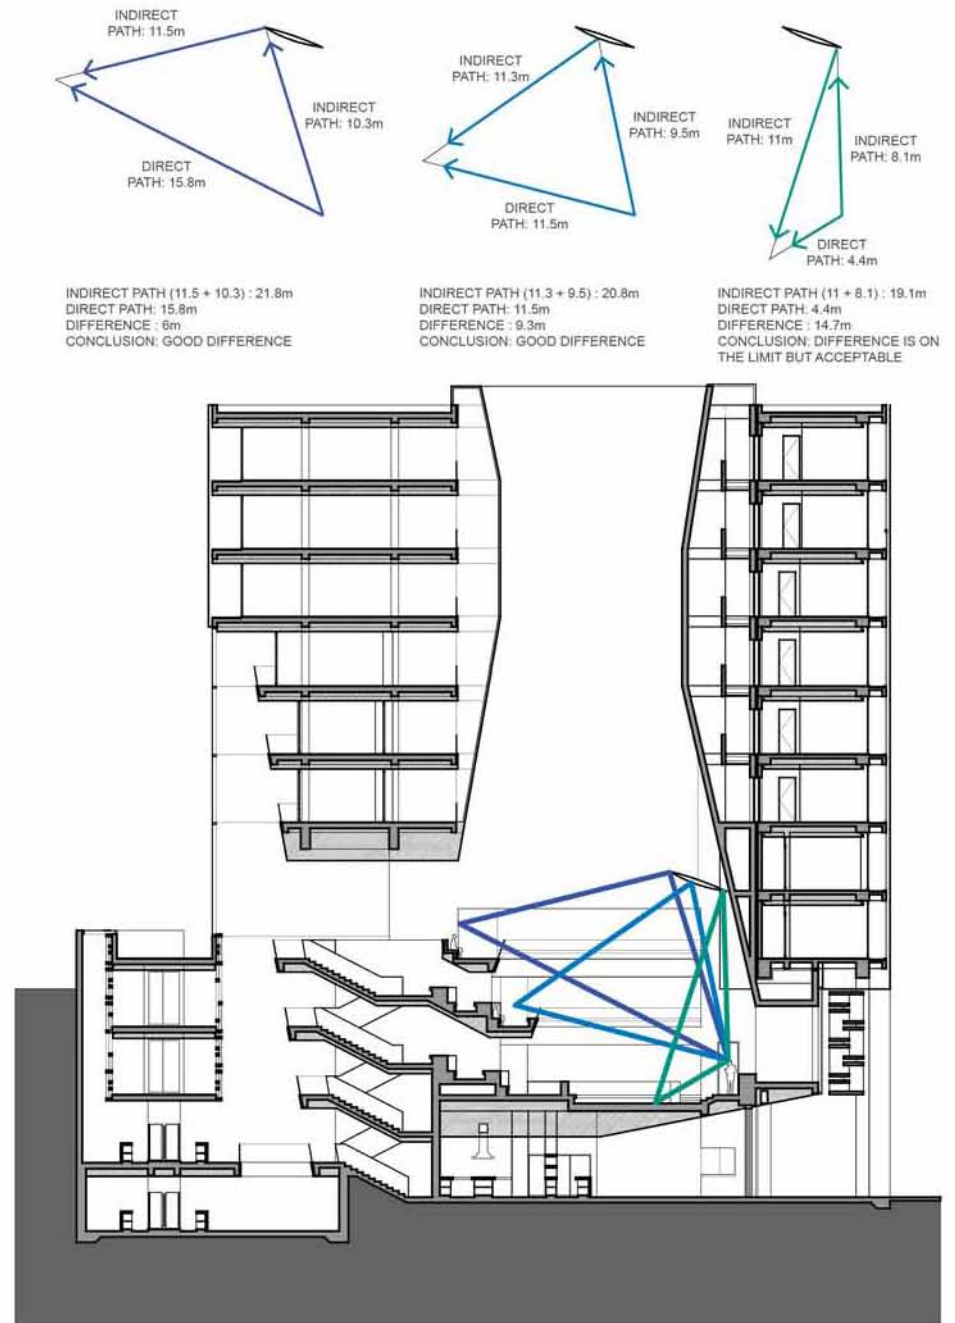 INDIRECT
PATH: 11.5m
INDIRECT
PATH: 10.3m
DIRECT
PATH: 15.8m
INDIRECT PATH (11.5 + 10.3) : 21.8m
DIRECT PATH: 15.8m
DIFFERENCE : 6m
CONCLUSION: GOOD DIFFERENCE
INDIRECT
PATH: 11.3m
INDIRECT
PATH: 9.5m
DIRECT
PATH: 11.5m
INDIRECT PATH (11.3 + 9.5) : 20.8m
DIRECT PATH: 11.5m
DIFFERENCE : 9.3m
CONCLUSION: GOOD DIFFERENCE
INDIRECT
PATH: 11m
INDIRECT
PATH: 8.1m
DIRECT
PATH: 4.4m
INDIRECT PATH (11 + 8.1) : 19.1m
DIRECT PATH: 4.4m
DIFFERENCE : 14.7m
CONCLUSION: DIFFERENCE IS ON
THE LIMIT BUT ACCEPTABLE